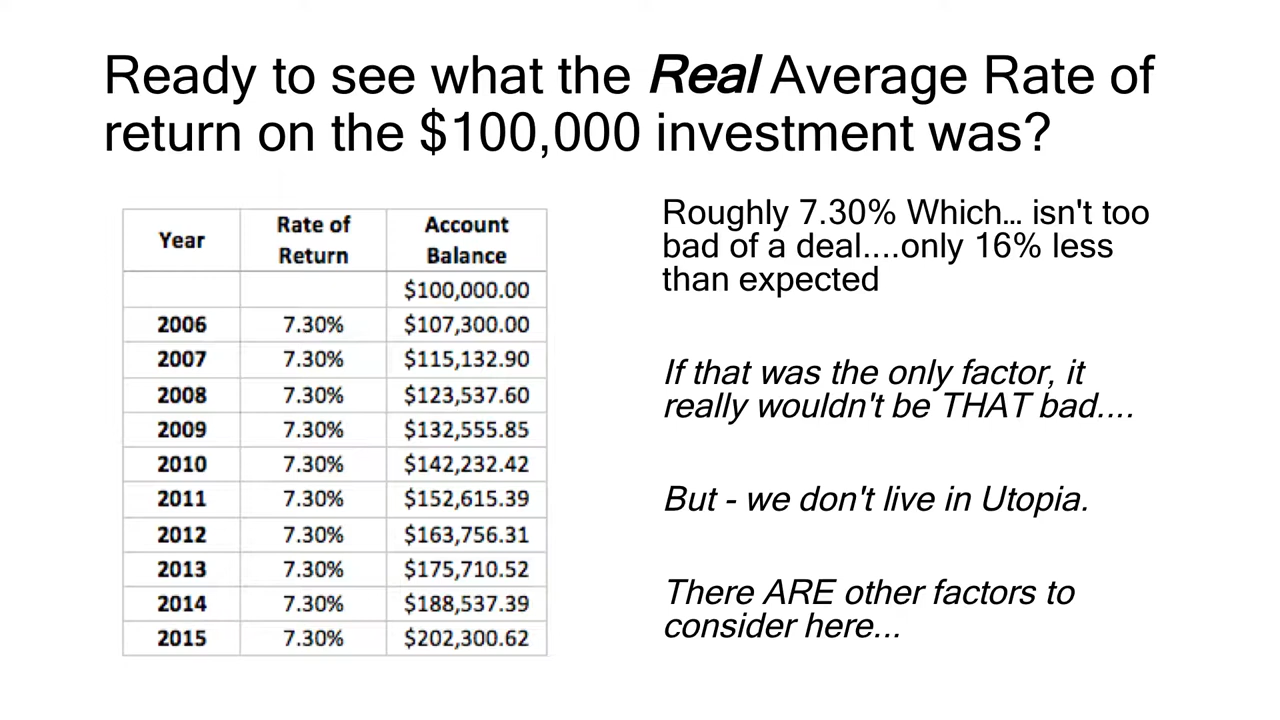 Ready to see what the Real Average Rate of
return on the $100,000 investment was?
Year Rate of Return Account Balance
$100,000.00
2006 7.30% $107,300.00
2007 7.30% $115,132.90
2008 7.30% $123,537.60
2009 7.30% $132,555.85
2010 7.30% $142,232.42
2011 7.30% $152,615.39
2012 7.30% $163,756.31
2013 7.30% $175,710.52
2014 7.30% $188,537.39
2015 7.30% $202,300.62
Roughly 7.30% Which... isn't too
bad of a deal....only 16% less
than expected
If that was the only factor, it
really wouldn't be THAT bad....
But - we don't live in Utopia.
There ARE other factors to
consider here...